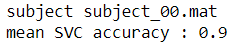 subject subject_00.mat
mean SVC accuracy : 0.9